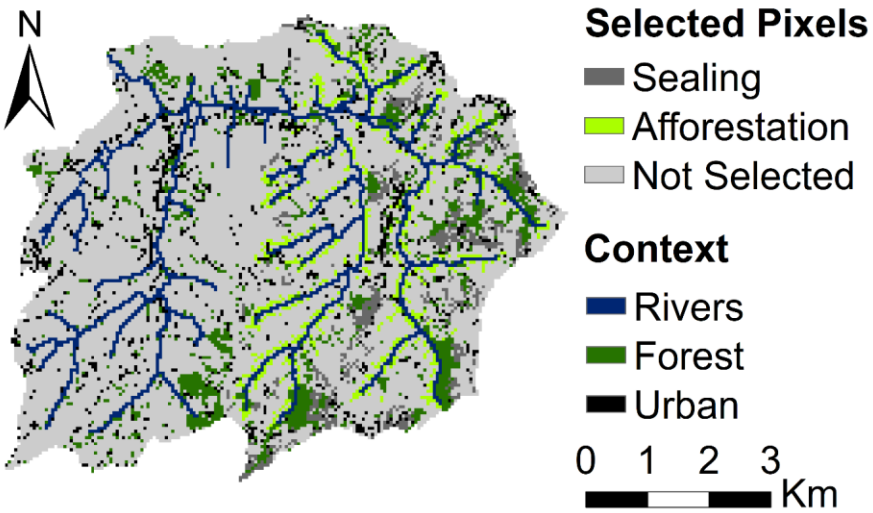 N
Selected Pixels
Sealing
Afforestation
Not Selected
Context
Rivers
Forest
Urban
0 1 2 3
Km